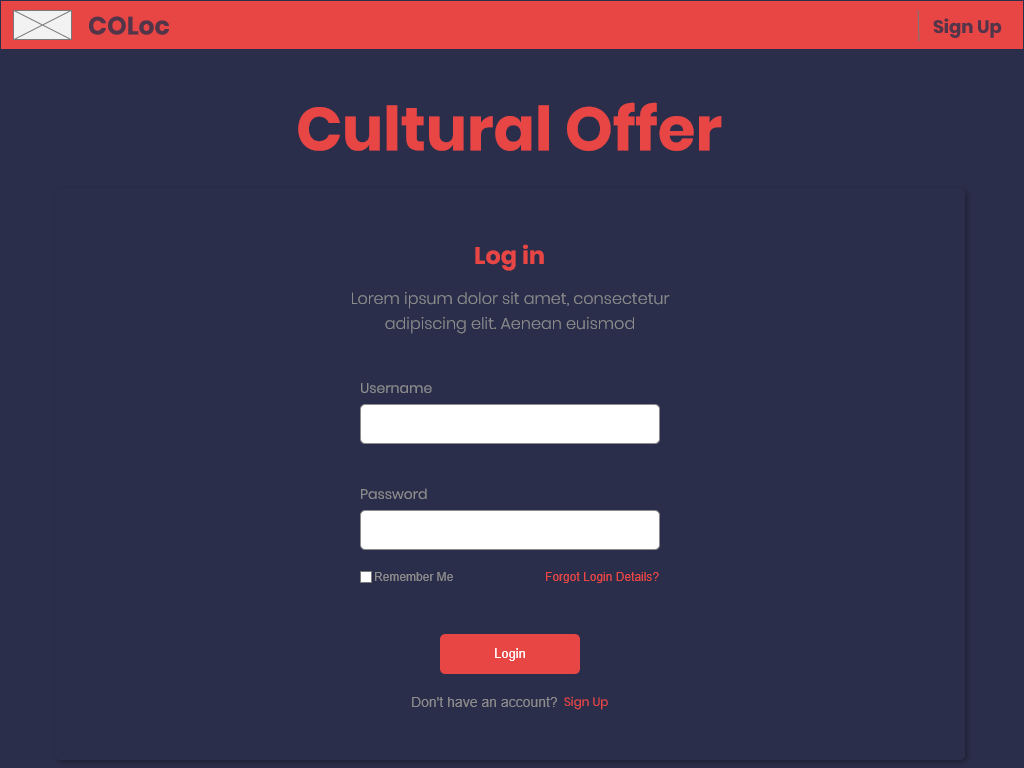 COLoc
Sign Up
Cultural Offer
Log in
Lorem ipsum dolor sit amet, consectetur
adipiscing elit. Aenean euismod
Username
Password
Remember Me
Forgot Login Details?
Login
Don't have an account? Sign Up